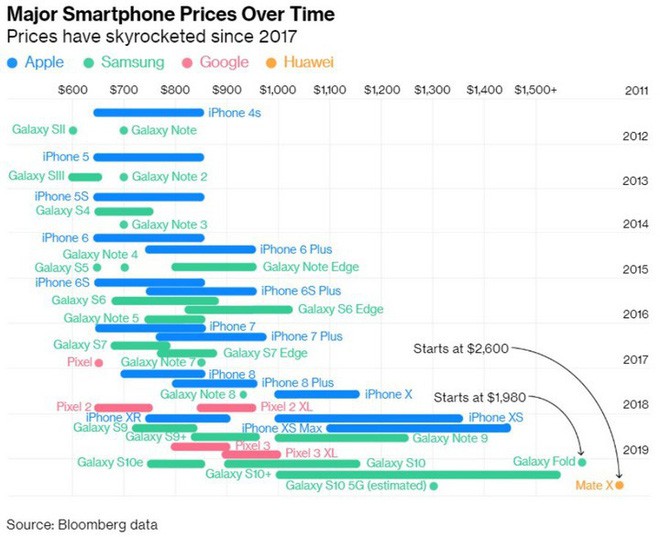 Major Smartphone Prices Over Time
Prices have skyrocketed since 2017
Apple Samsung Google Huawei
$600 $700 $800 $900 $1,000 $1,100 $1,200 $1,300 $1,400 $1,500+ 2011
iPhone 4s
Galaxy SII Galaxy Note
2012
iPhone 5
Galaxy SIII Galaxy Note 2
2013
iPhone 5S
Galaxy S4
Galaxy Note 3
2014
iPhone 6
iPhone 6 Plus
Galaxy Note 4
Galaxy S5 Galaxy Note Edge
2015
iPhone 6S
iPhone 6S Plus
Galaxy S6
Galaxy S6 Edge
Galaxy Note 5
2016
iPhone 7
iPhone 7 Plus
Galaxy S7
Galaxy S7 Edge
Starts at $2,600
Pixel Galaxy Note 7
2017
iPhone 8
iPhone 8 Plus
Galaxy Note 8 iPhone X
Starts at $1,980
Pixel 2 Pixel 2 XL
2018
iPhone XR iPhone XS
Galaxy S9 iPhone XS Max
Galaxy S9+ Galaxy Note 9
Pixel 3
Pixel 3 XL
2019
Galaxy S10e Galaxy S10 Galaxy Fold
Galaxy S10+
Galaxy S10 5G (estimated) Mate X
Source: Bloomberg data